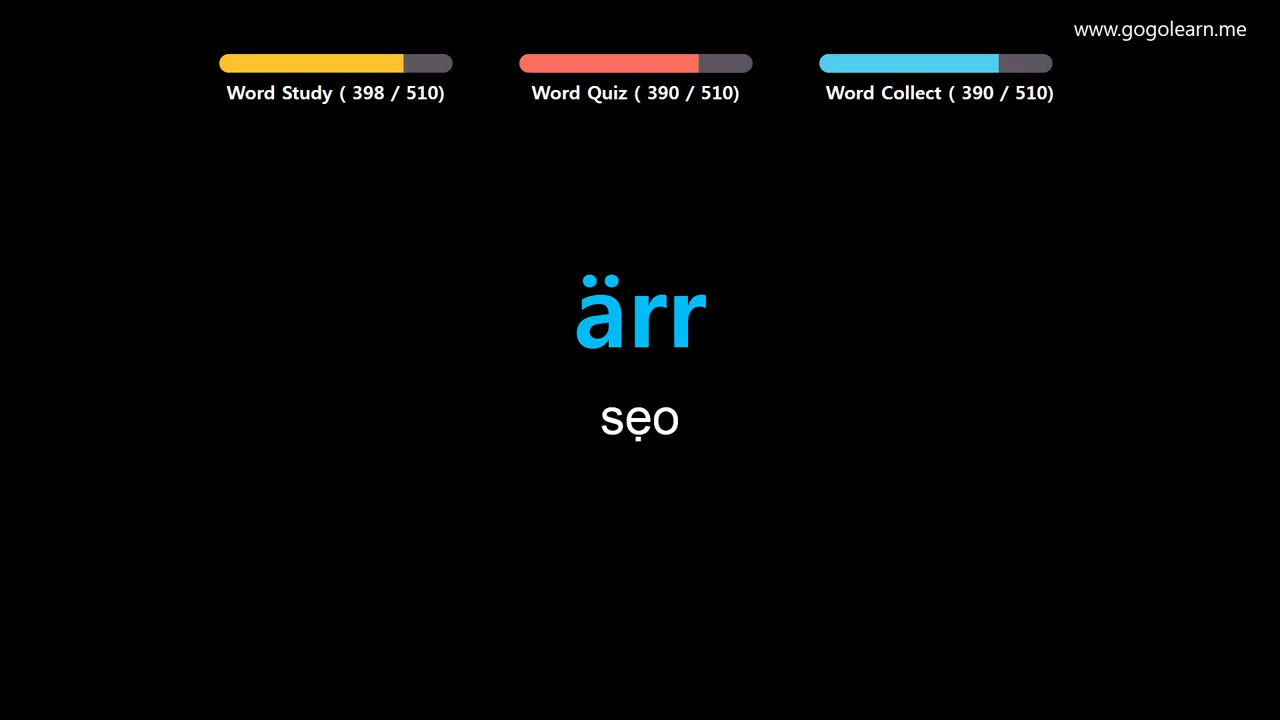 www.gogolearn.me
Word Study ( 398 / 510)
Word Quiz ( 390 / 510)
Word Collect ( 390 / 510)
ärr
sẹo